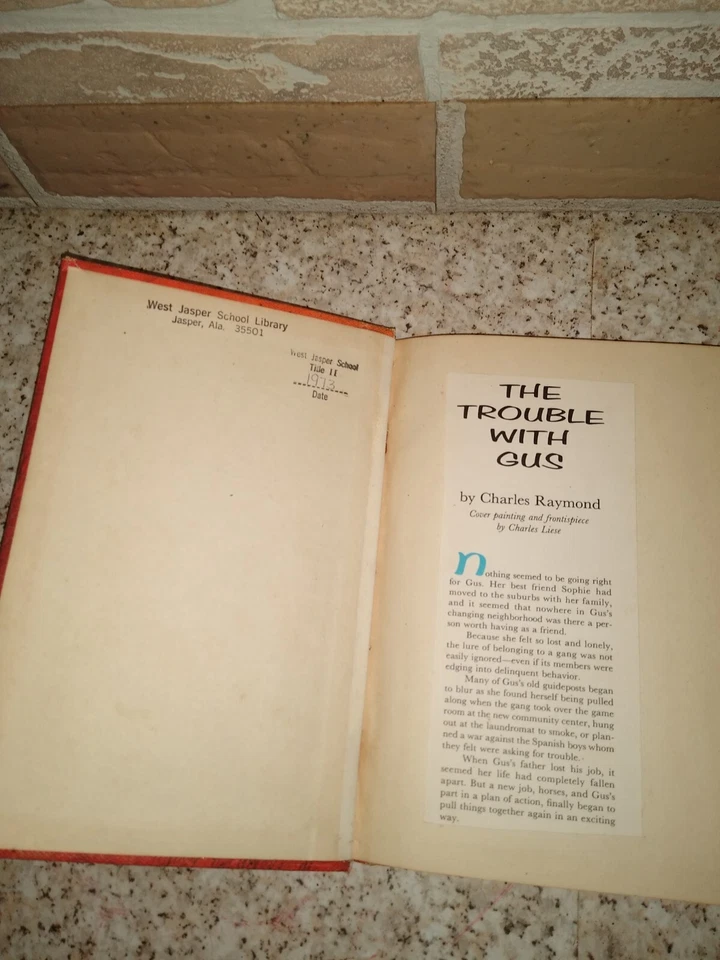 West Jasper School Library
Jasper, Ala. 35501
West Jasper School
Title II
1973
Date
THE
TROUBLE
WITH
GUS
by Charles Raymond
Cover painting and frontispiece
by Charles Liese
nothing seemed to be going right
for Gus. Her best friend Sophie had
moved to the suburbs with her family,
and it seemed that nowhere in Gus's
changing neighborhood was there a per-
son worth having as a friend.
Because she felt so lost and lonely,
the lure of belonging to a gang was not
easily ignored—even if its members were
edging into delinquent behavior.
Many of Gus's old guideposts began
to blur as she found herself being pulled
along when the gang took over the game
room at the new community center, hung
out at the laundromat to smoke, or plan-
ned a war against the Spanish boys whom
they felt were asking for trouble.
When Gus's father lost his job, it
seemed her life had completely fallen
apart. But a new job, horses, and Gus's
part in a plan of action, finally began to
pull things together again in an exciting
way.